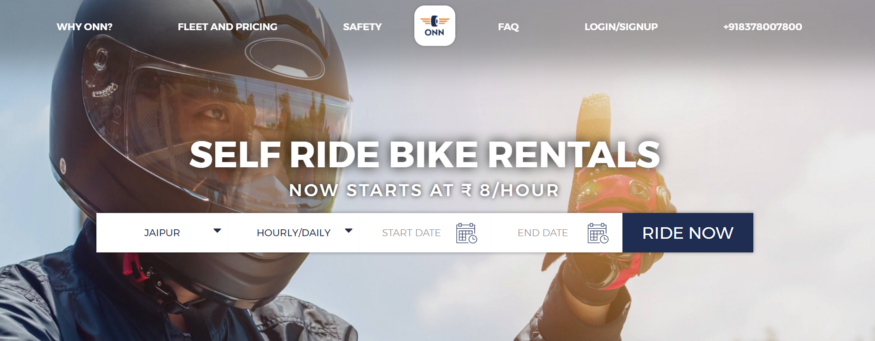 WHY ONN?
FLEET AND PRICING
SAFETY
ONN
FAQ
LOGIN/SIGNUP
+918378007800
SELF RIDE BIKE RENTALS
NOW STARTS AT ₹ 8/HOUR
JAIPUR
HOURLY/DAILY
START DATE
END DATE
RIDE NOW